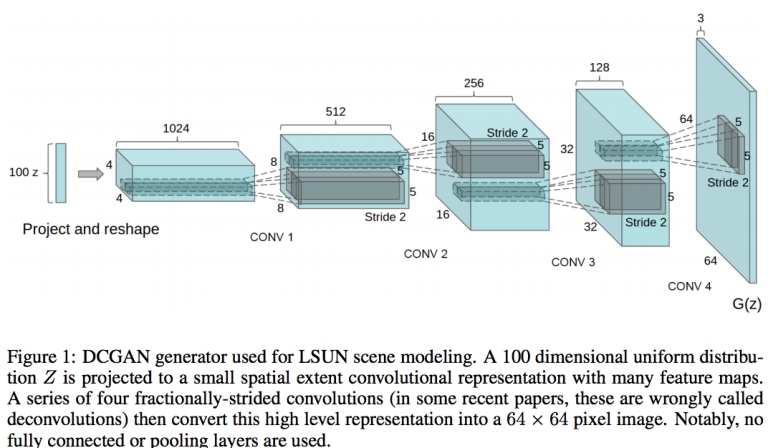 3
128
256
64
5
512
16
Stride 2
1024
5
32
5
4
8
5
5
Stride 2
100 z
5
5
5
4
8
Stride 2
16
32
Stride 2
Project and reshape
CONV 1
CONV 2
CONV 3
64
CONV 4
G(z)
Figure 1: DCGAN generator used for LSUN scene modeling. A 100 dimensional uniform distribu-
tion Z is projected to a small spatial extent convolutional representation with many feature maps.
A series of four fractionally-strided convolutions (in some recent papers, these are wrongly called
deconvolutions) then convert this high level representation into a 64 × 64 pixel image. Notably, no
fully connected or pooling layers are used.